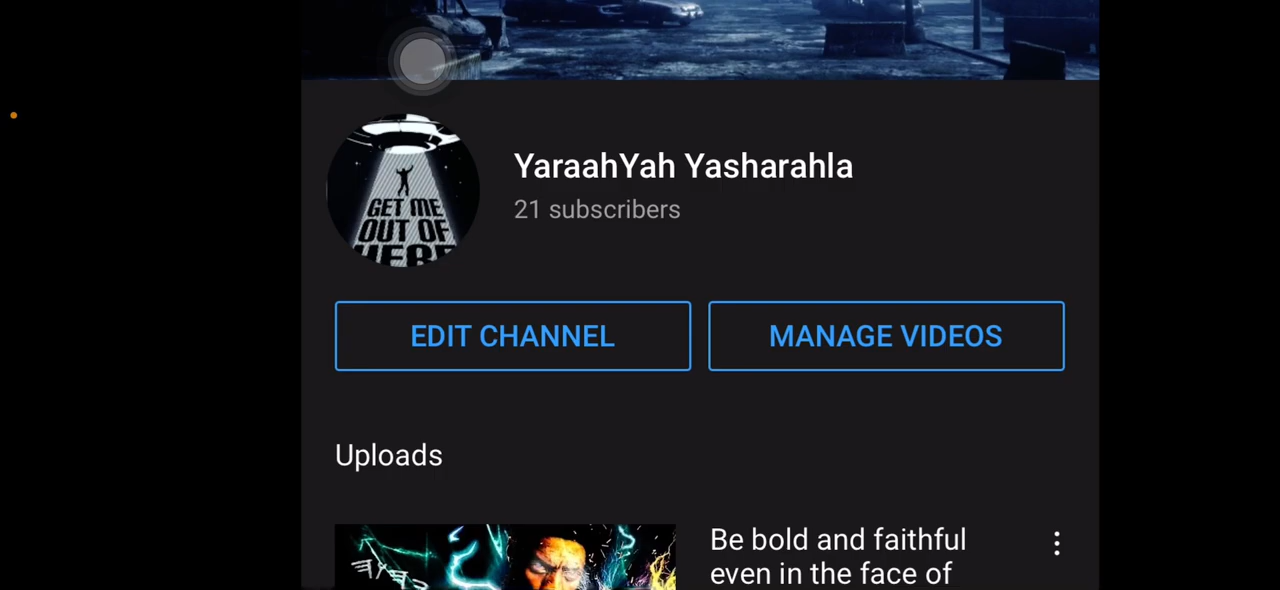 GET ME
OUT OF
HERE
YaraahYah Yasharahla
21 subscribers
EDIT CHANNEL
MANAGE VIDEOS
Uploads
Be bold and faithful
even in the face of